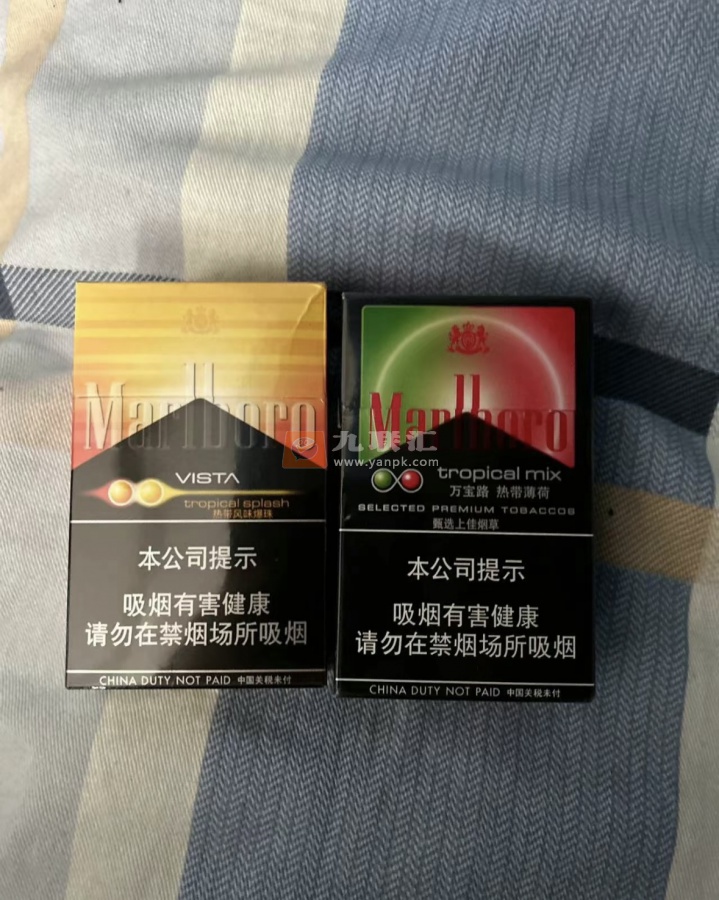 Marlboro
VISTA
tropical splash
热带风味爆珠
本公司提示
吸烟有害健康
请勿在禁烟场所吸烟
CHINA DUTY NOT PAID 中国关税未付
Marlboro
tropical mix
万宝路 热带薄荷
SELECTED PREMIUM TOBACCOS
甄选上佳烟草
本公司提示
吸烟有害健康
请勿在禁烟场所吸烟
CHINA DUTY NOT PAID 中国关税未付
九联汇
www.yanpk.com